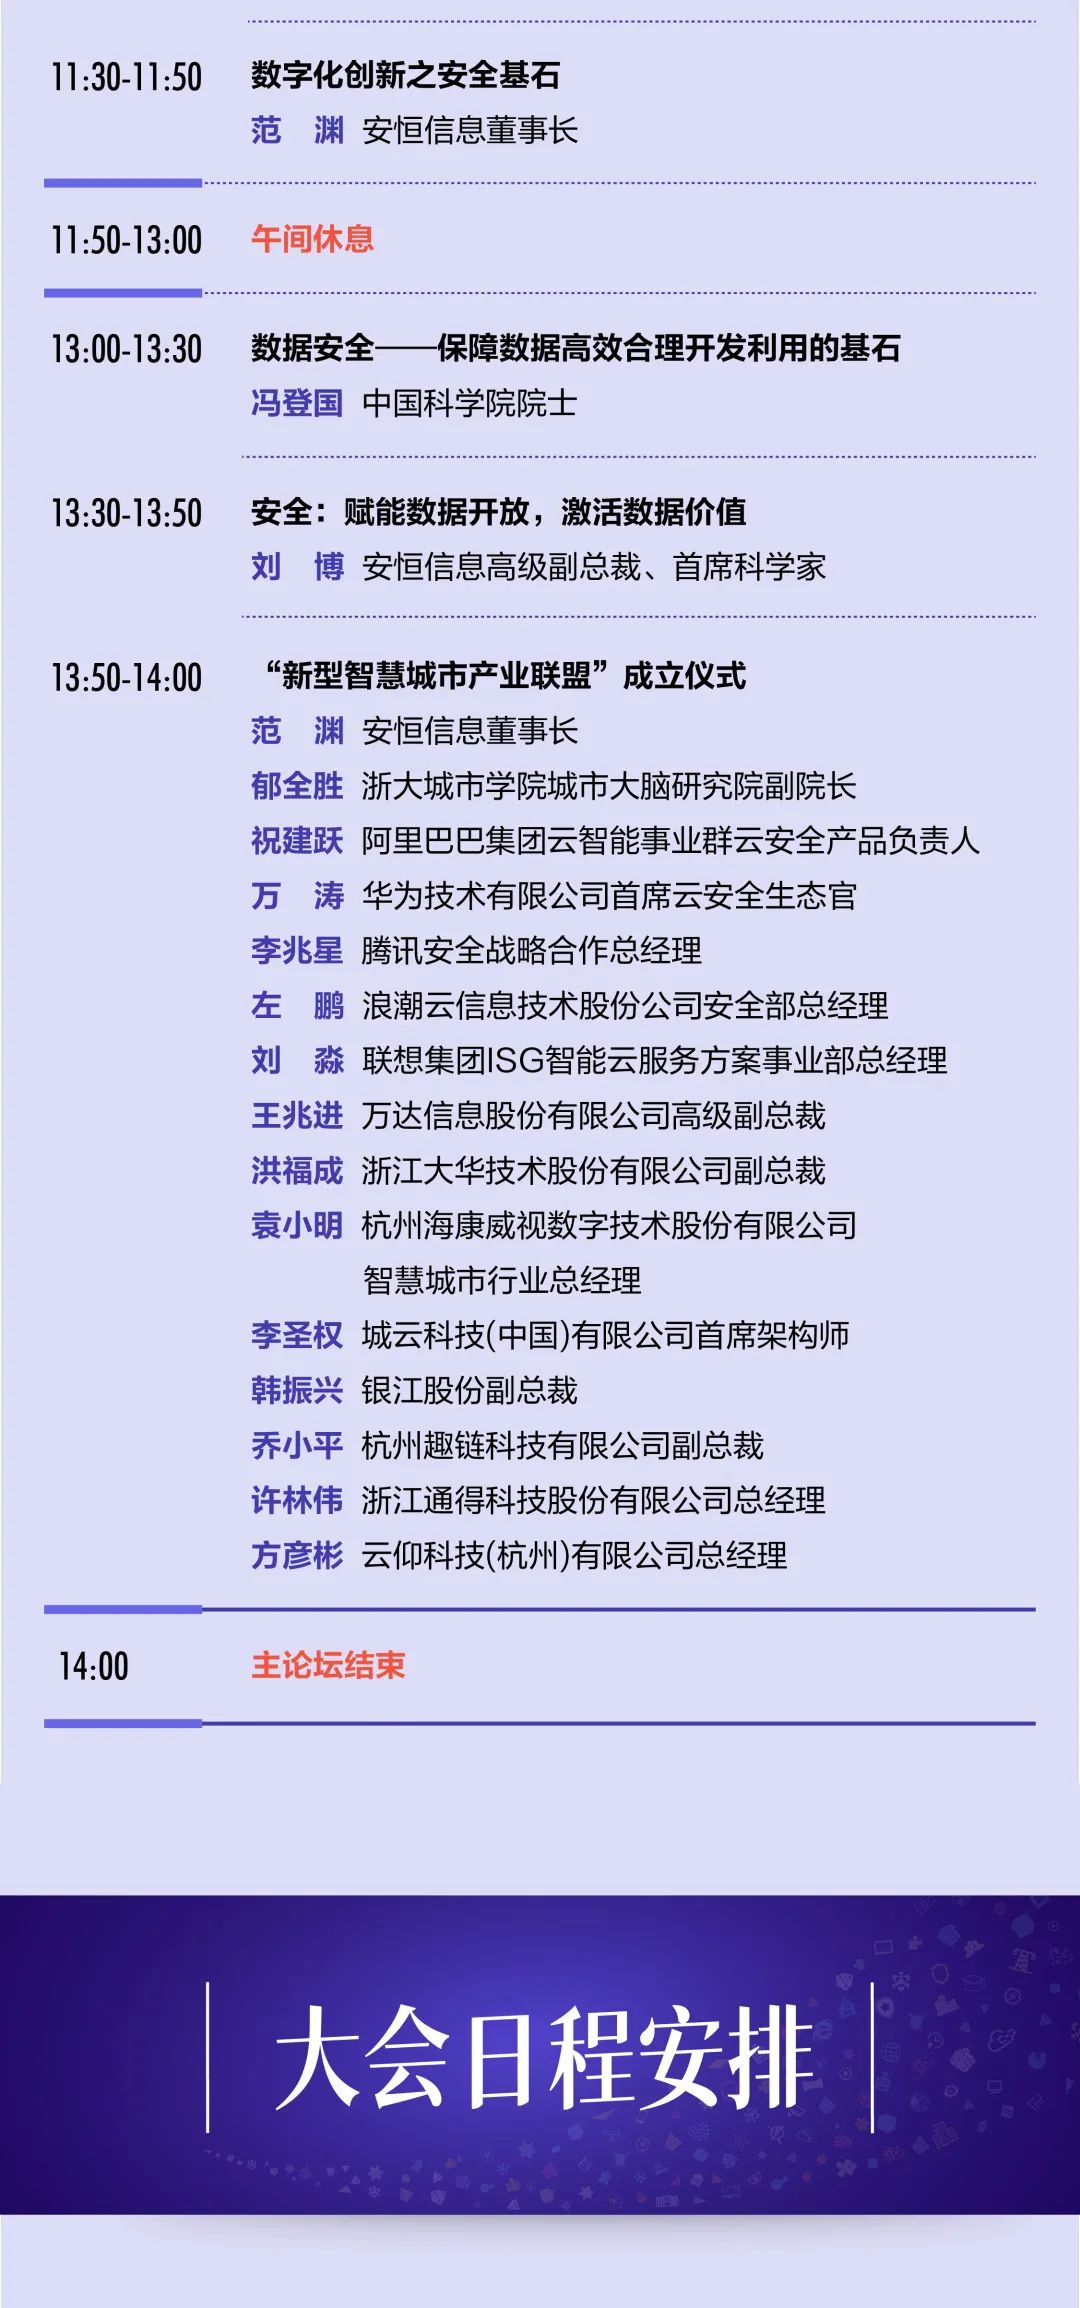 11:30-11:50 数字化创新之安全基石
范 渊 安恒信息董事长
11:50-13:00 午间休息
13:00-13:30 数据安全——保障数据高效合理开发利用的基石
冯登国 中国科学院院士
13:30-13:50 安全：赋能数据开放，激活数据价值
刘 博 安恒信息高级副总裁、首席科学家
13:50-14:00 “新型智慧城市产业联盟”成立仪式
范 渊 安恒信息董事长
郁全胜 浙大城市学院城市大脑研究院副院长
祝建跃 阿里巴巴集团云智能事业群云安全产品负责人
万 涛 华为技术有限公司首席云安全生态官
李兆星 腾讯安全战略合作总经理
左 鹏 浪潮云信息技术股份公司安全部总经理
刘 淼 联想集团ISG智能云服务方案事业部总经理
王兆进 万达信息股份有限公司高级副总裁
洪福成 浙江大华技术股份有限公司副总裁
袁小明 杭州海康威视数字技术股份有限公司
智慧城市行业总经理
李圣权 城云科技(中国)有限公司首席架构师
韩振兴 银江股份副总裁
乔小平 杭州趣链科技有限公司副总裁
许林伟 浙江通得科技股份有限公司总经理
方彦彬 云仰科技(杭州)有限公司总经理
14:00 主论坛结束
大会日程安排